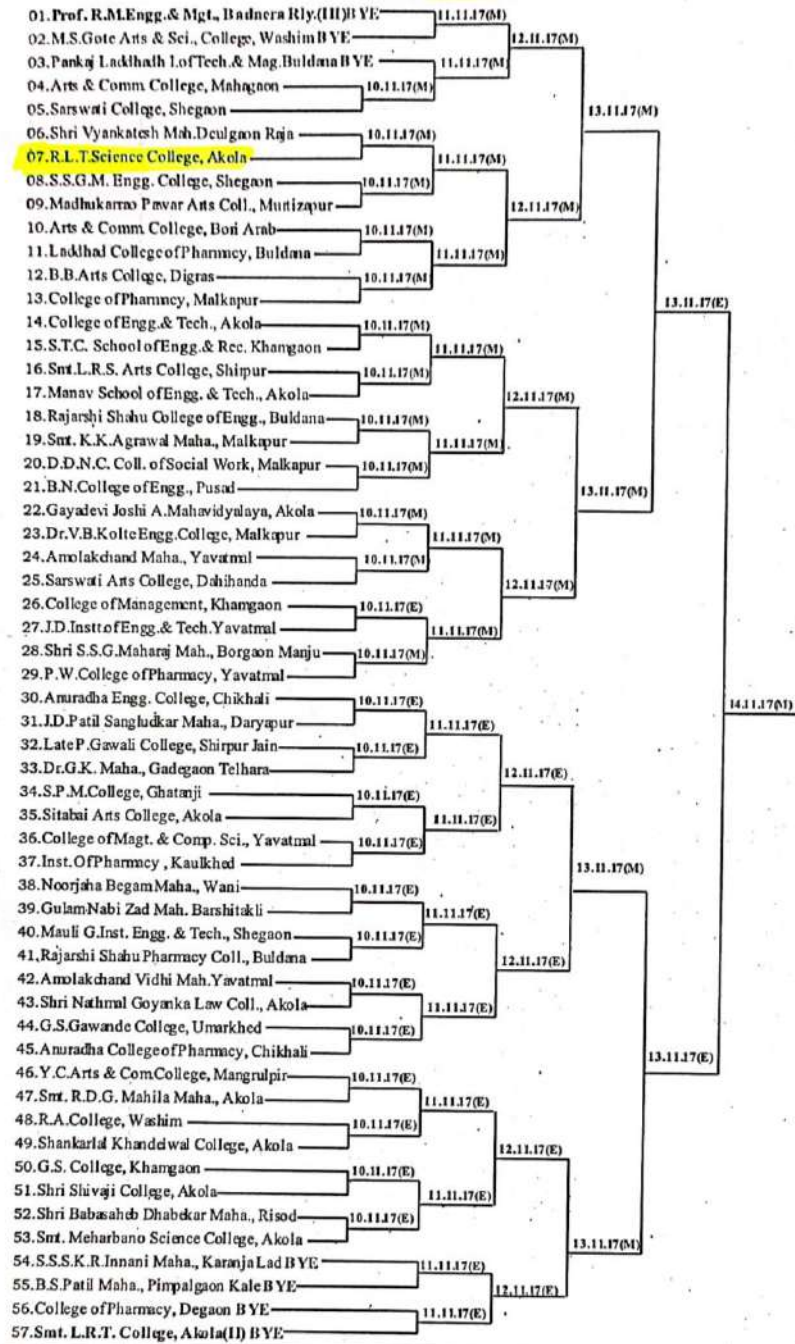 01.Prof. R.M.Engg.& Mgt., Badnera Rly.(III)BYE
02.M.S.Gote Arts & Sci., College, Washim BYE
03.Pankaj Laddhadh I.of Tech.& Mag.Buldana BYE
04.Arts & Comm College, Mahagaon
05.Sarswati College, Shegaon
06.Shri Vyankatesh Mah.Deulgaon Raja
07.R.L.T.Science College, Akola
08.S.S.G.M. Engg. College, Shegaon
09.Madhukarrao Pawar Arts Coll., Murtizapur
10.Arts & Comm College, Bori Arab
11.Laddhad College of Pharmacy, Buldana
12.B.B.Arts College, Digras
13.College of Pharmacy, Malkapur
14.College of Engg.& Tech., Akola
15.S.T.C. School of Engg.& Rec. Khamgaon
16.Smt.L.R.S. Arts College, Shirpur
17.Manav School of Engg. & Tech., Akola
18.Rajarshi Shahu College of Engg., Buldana
19.Smt. K.K.Agrawal Maha., Malkapur
20.D.D.N.C. Coll. of Social Work, Malkapur
21.B.N.College of Engg., Pusad
22.Gayadevi Joshi A.Mahavidyalaya, Akola
23.Dr.V.B.Kolte Engg.College, Malkapur
24.Amolakchand Maha., Yavatmal
25.Sarswati Arts College, Dahihanda
26.College of Management, Khamgaon
27.J.D.Instt of Engg.& Tech.Yavatmal
28.Shri S.S.G.Maharaj Mah., Borgaon Manju
29.P.W.College of Pharmacy, Yavatmal
30.Anuradha Engg. College, Chikhali
31.J.D.Patil Sangludkar Maha., Daryapur
32.Late P.Gawali College, Shirpur Jain
33.Dr.G.K. Maha., Gadegaon Telhara
34.S.P.M.College, Ghatanji
35.Sitabai Arts College, Akola
36.College of Magt. & Comp. Sci., Yavatmal
37.Inst.Of Pharmacy , Kaulkhed
38.Noorjaha Begam Maha., Wani
39.Gulam Nabi Zad Mah. Barshitakli
40.Mauli G.Inst. Engg. & Tech., Shegaon
41,Rajarshi Shahu Pharmacy Coll., Buldana
42.Amolakchand Vidhi Mah.Yavatmal
43.Shri Nathmal Goyanka Law Coll., Akola
44.G.S.Gawande College, Umarkhed
45.Anuradha College of Pharmacy, Chikhali
46.Y.C.Arts & Com College, Mangrulpir
47.Smt. R.D.G. Mahila Maha., Akola
48.R.A.College, Washim
49.Shankarlal Khandelwal College, Akola
50.G.S. College, Khamgaon
51.Shri Shivaji College, Akola
52.Shri Babasaheb Dhabekar Maha., Risod
53.Smt. Meharbano Science College, Akola
54.S.S.S.K.R.Innani Maha., Karanja Lad BYE
55.B.S.Patil Maha., Pimpalgaon Kale BYE
56.College of Pharmacy, Degaon BYE
57.Smt. L.R.T. College, Akola(II) BYE
10.11.17(M)
10.11.17(M)
10.11.17(M)
10.11.17(M)
10.11.17(M
10.11.17(M)
10.11.17(M)
10.11.17(M)
10.11.17(M)
10.11.17(M)
10.11.17(M
10.11.17(E)
10.11.17(M)
10.11.17(E)
10.11.17(E)
10.11.17(E)
10.11.17(E)
10.11.17(E)
10.11.17(E)
10.11.17(E)
10.11.17(E)
10.11.17(E)
10.11.17(E)
10.11.17(E)
10.11.17(E)
11.11.17(M)
11.11.17(M)
11.11.17(M)
11.11.17(M)
11.11.17(M)
11.11.17(M)
11.11.17(M)
11.11.17(M)
11.11.17(E)
11.11.17(E)
11.11.17(E)
11.11.17(E)
11.11.17(E)
11.11.17(E)
11.11.17(E)
11.11.17(E)
12.11.17(M)
12.11.17(M)
12.11.17(M)
12.11.17(M)
12.11.17(E)
12.11.17(E)
12.11.17(E)
12.11.17(E)
13.11.17(M)
13.11.17(M)
13.11.17(M)
13.11.17(M)
13.11.17(E)
13.11.17(E)
14.11.17(M)